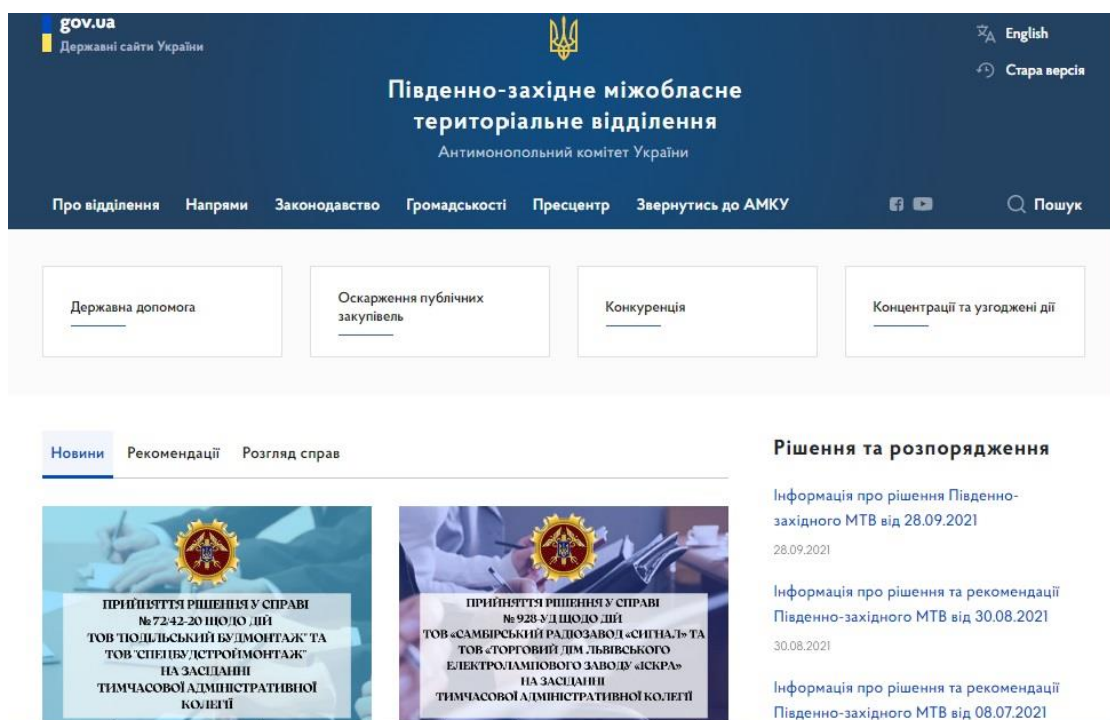 gov.ua
Державні сайти України
English
Стара версія
Південно-західне міжобласне
територіальне відділення
Антимонопольний комітет України
Про відділення Напрями Законодавство Громадськості Пресцентр Звернутись до АМКУ Пошук
Державна допомога
Оскарження публічних
закупівель
Конкуренція
Концентрації та узгоджені дії
Новини Рекомендації Розгляд справ
ПРИЙНЯТТЯ РІШЕННЯ У СПРАВІ
№ 72/42-20 ЩОДО ДІЙ
ТОВ "ПОДІЛЬСЬКИЙ БУДМОНТАЖ" ТА
ТОВ "СПЕЦБУДСТРОЙМОНТАЖ"
НА ЗАСІДАННІ
ТИМЧАСОВОЇ АДМІНІСТРАТИВНОЇ
КОЛЕГІЇ
ПРИЙНЯТТЯ РІШЕННЯ У СПРАВІ
№ 928-УД ЩОДО ДІЙ
ТОВ «САМБІРСЬКИЙ РАДІОЗАВОД «СИГНАЛ» ТА
ТОВ «ТОРГОВИЙ ДІМ ЛЬВІВСЬКОГО
ЕЛЕКТРОЛАМПОВОГО ЗАВОДУ «ІСКРА»
НА ЗАСІДАННІ
ТИМЧАСОВОЇ АДМІНІСТРАТИВНОЇ КОЛЕГІЇ
Рішення та розпорядження
Інформація про рішення Південно-
західного МТВ від 28.09.2021
28.09.2021
Інформація про рішення та рекомендації
Південно-західного МТВ від 30.08.2021
30.08.2021
Інформація про рішення та рекомендації
Південно-західного МТВ від 08.07.2021